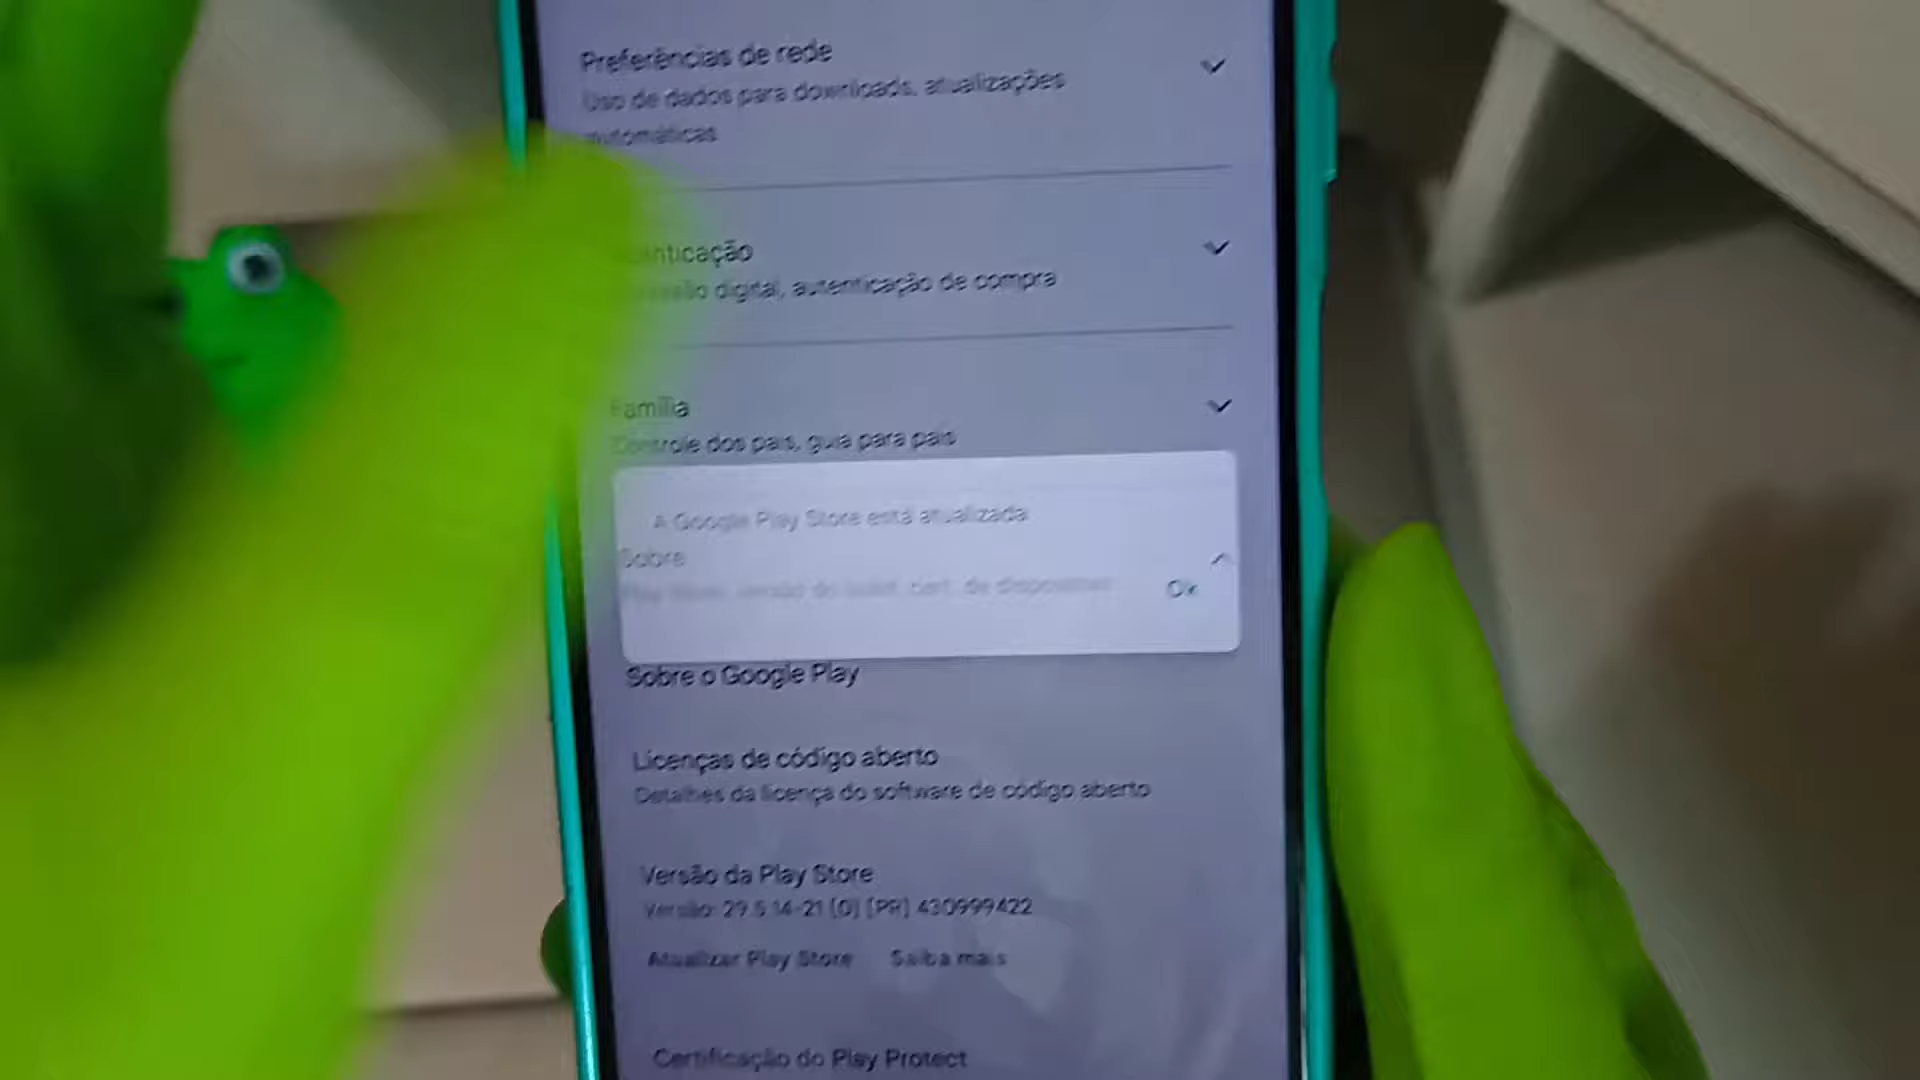 Preferências de rede
Uso de dados para downloads, atualizações
automáticas
digital, autenticação de compra
Família
Controle dos pais, guia para pais
A Google Play Store está atualizada
Sobre
Ok
Sobre o Google Play
Licenças de código aberto
Detalhes da licença do software de código aberto
Versão da Play Store
Versão: 29.5.14-21 [0] [PR] 430999422
Atualizar Play Store
Saiba mais
Certificação do Play Protect